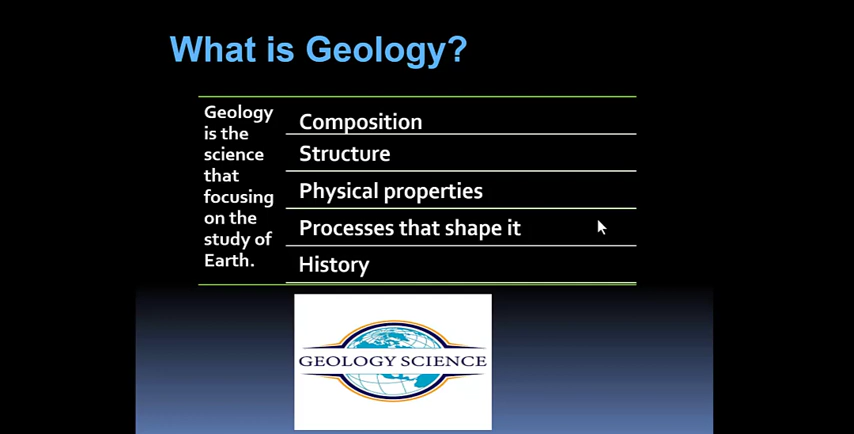 What is Geology?
Geology
is the
science
that
focusing
on the
study of
Earth.
Composition
Structure
Physical properties
Processes that shape it
History
GEOLOGY SCIENCE